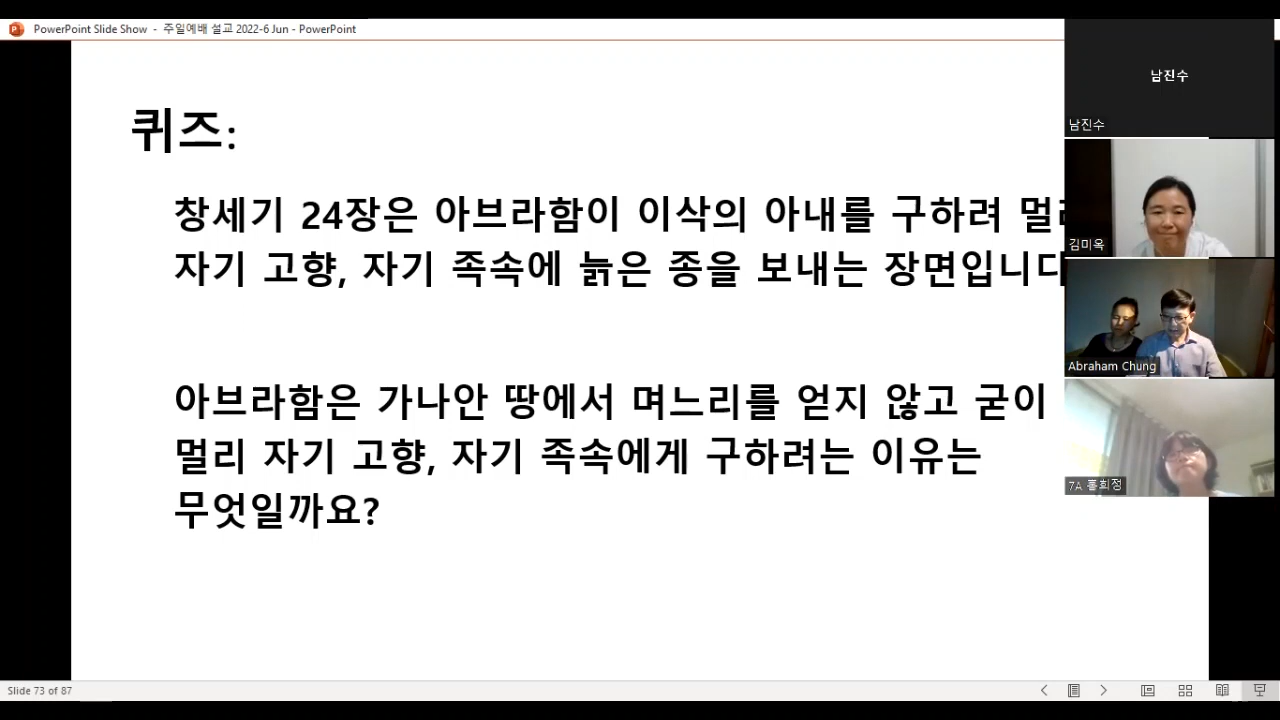 PowerPoint Slide Show - 주일예배 설교 2022-6 Jun - PowerPoint
퀴즈:
창세기 24장은 아브라함이 이삭의 아내를 구하려
자기 고향, 자기 족속에 늙은 종을 보내는 장면입니다
아브라함은 가나안 땅에서 며느리를 얻지 않고 굳이
멀리 자기 고향, 자기 족속에게 구하려는 이유는
무엇일까요?
남진수
남진수
김미옥
Abraham Chung
7A 홍희정
Slide 73 of 87